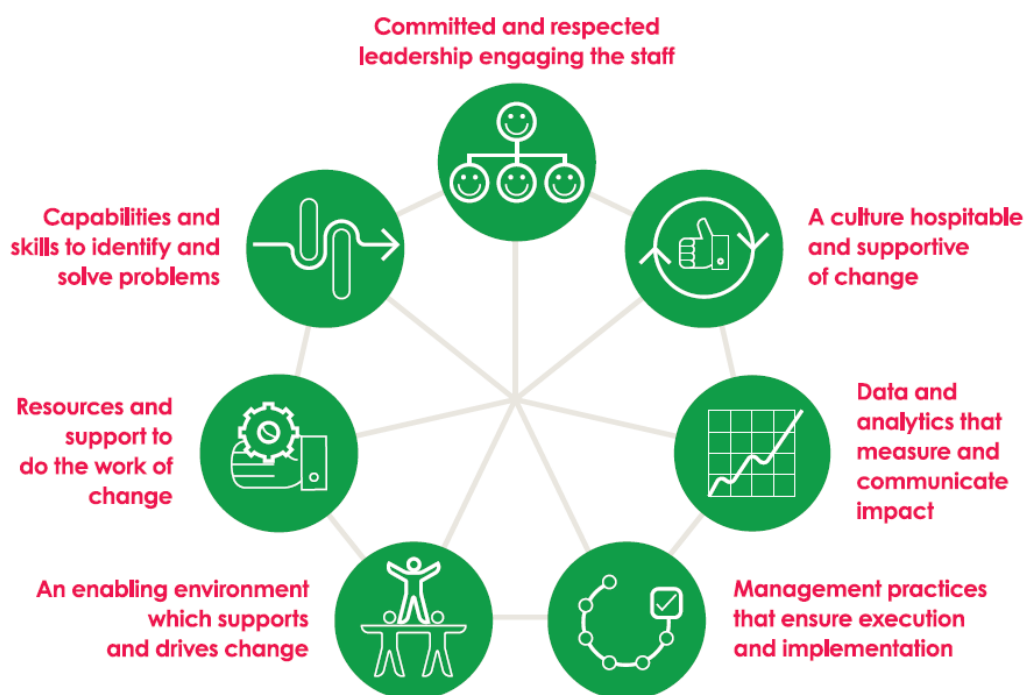 Committed and respected
leadership engaging the staff
A culture hospitable
and supportive
of change
Data and
analytics that
measure and
communicate
impact
Management practices
that ensure execution
and implementation
An enabling environment
which supports
and drives change
Resources and
support to
do the work of
change
Capabilities and
skills to identify and
solve problems